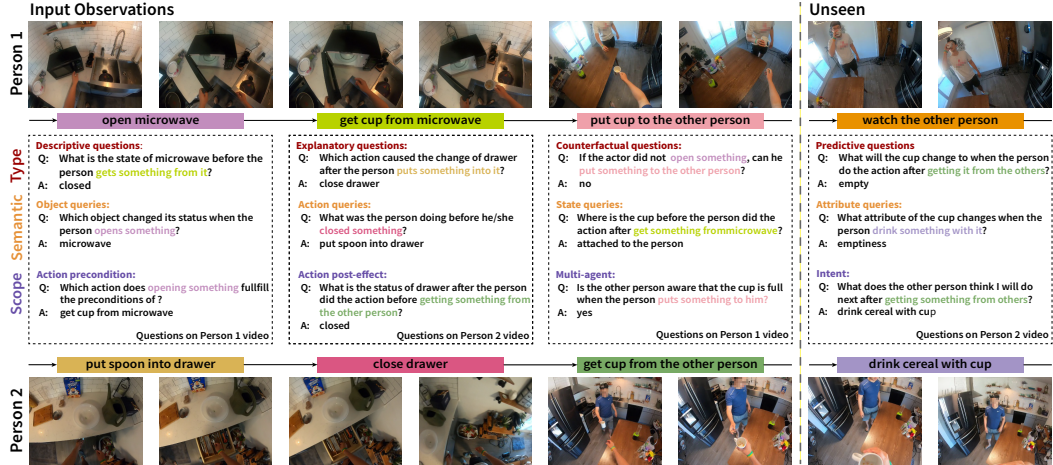 Input Observations
Unseen
Person 1
open microwave
get cup from microwave
put cup to the other person
watch the other person
Type
Semantic
Scope
Descriptive questions:
Q: What is the state of microwave before the
person gets something from it?
A: closed
Object queries:
Q: Which object changed its status when the
person opens something?
A: microwave
Action precondition:
Q: Which action does opening something fullfill
the preconditions of ?
A: get cup from microwave
Questions on Person 1 video
Explanatory questions:
Q: Which action caused the change of drawer
after the person puts something into it?
A: close drawer
Action queries:
Q: What was the person doing before he/she
closed something?
A: put spoon into drawer
Action post-effect:
Q: What is the status of drawer after the person
did the action before getting something from
the other person?
A: closed
Questions on Person 2 video
Counterfactual questions:
Q: If the actor did not open something, can he
put something to the other person?
A: no
State queries:
Q: Where is the cup before the person did the
action after get something frommicrowave?
A: attached to the person
Multi-agent:
Q: Is the other person aware that the cup is full
when the person puts something to him?
A: yes
Questions on Person 1 video
Predictive questions
Q: What will the cup change to when the person
do the action after getting it from the others?
A: empty
Attribute queries:
Q: What attribute of the cup changes when the
person drink something with it?
A: emptiness
Intent:
Q: What does the other person think I will do
next after getting something from others?
A: drink cereal with cup
Questions on Person 2 video
put spoon into drawer
close drawer
get cup from the other person
drink cereal with cup
Person 2